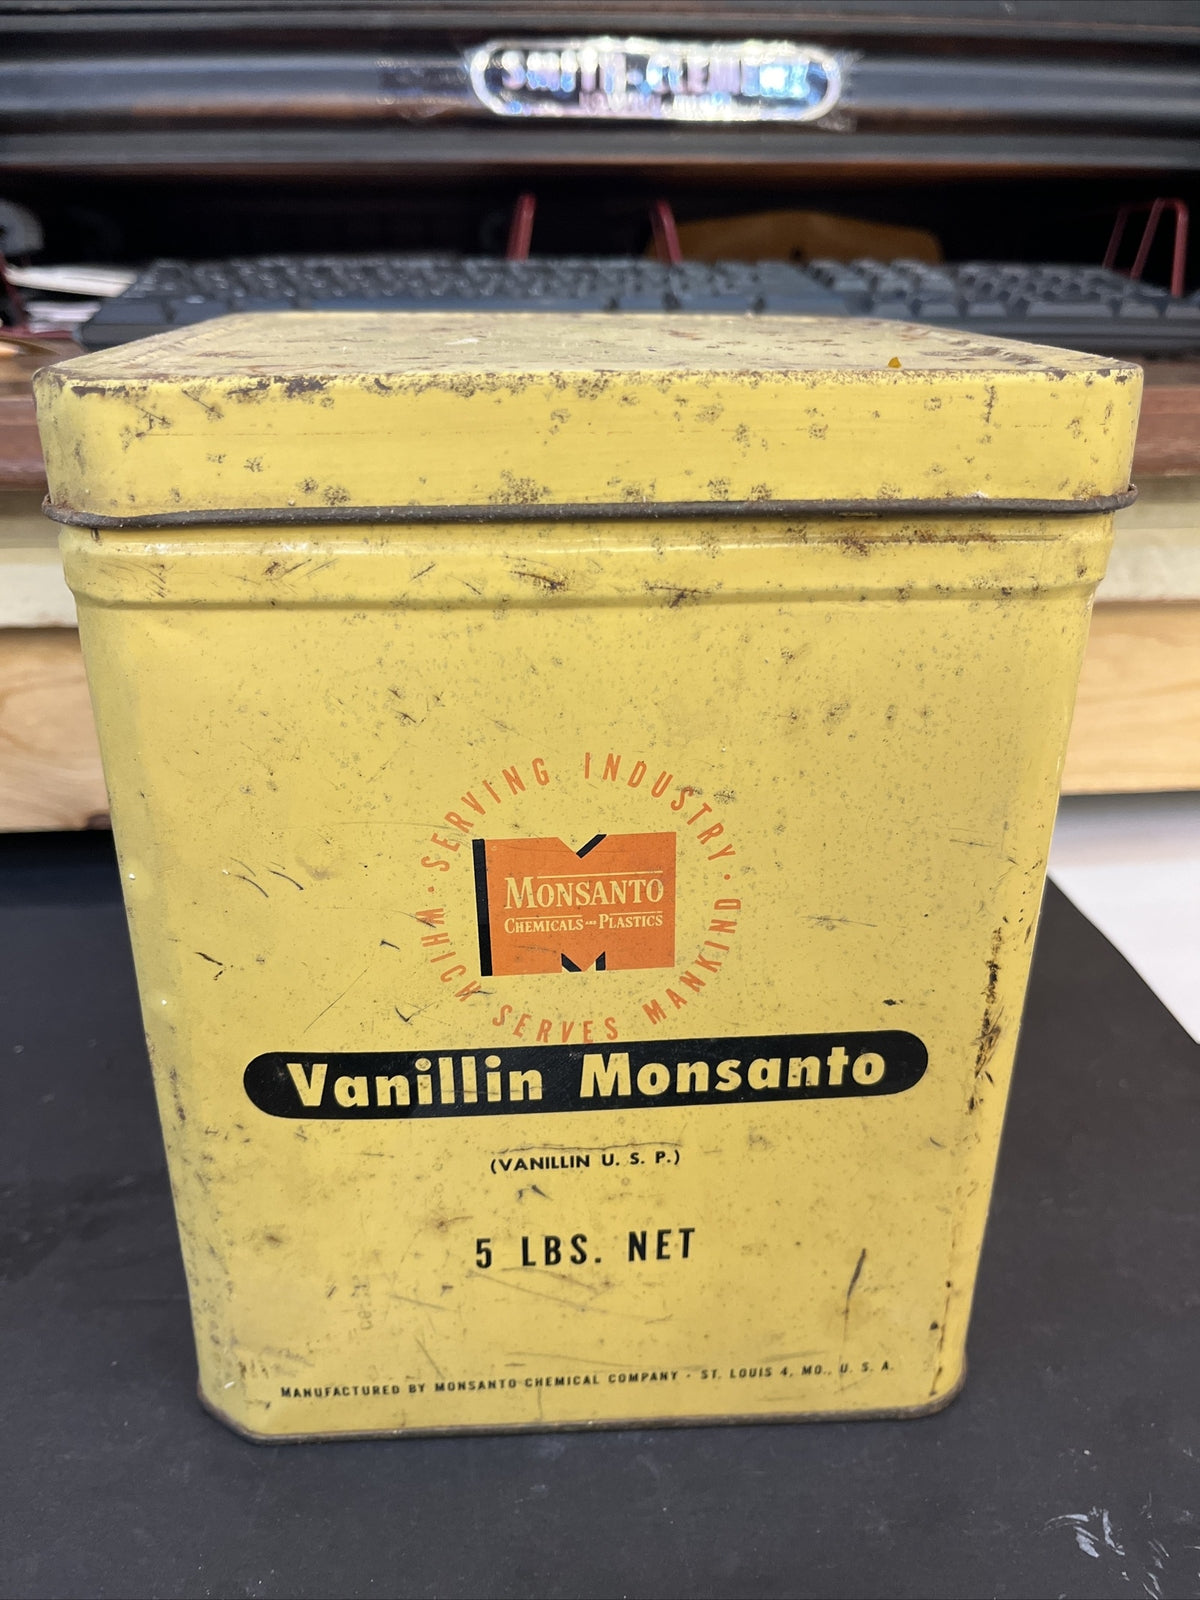 · SERVING INDUSTRY ·
WHICH SERVES MANKIND
MONSANTO
CHEMICALS - PLASTICS
Vanillin Monsanto
(VANILLIN U. S. P.)
5 LBS. NET
MANUFACTURED BY MONSANTO CHEMICAL COMPANY - ST. LOUIS 4, MO., U. S. A.